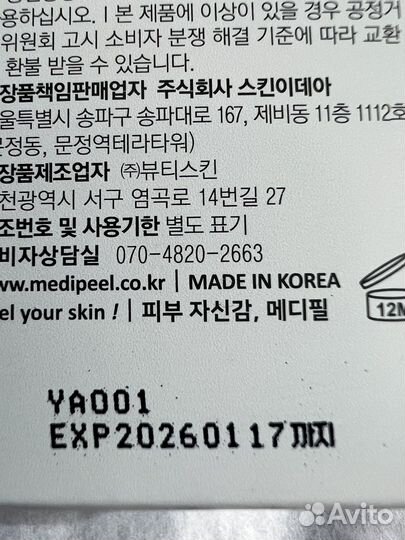 용하십시오. | 본 제품에 이상이 있을 경우 공정거
위원회 고시 소비자 분쟁 해결 기준에 따라 교환
환불 받을 수 있습니다.
장품책임판매업자 주식회사 스킨이데아
울특별시 송파구 송파대로 167, 제비동 11층 1112호
문정동, 문정역테라타워)
장품제조업자 ㈜뷰티스킨
천광역시 서구 염곡로 14번길 27
조번호 및 사용기한 별도 표기
비자상담실 070-4820-2663
www.medipeel.co.kr | MADE IN KOREA
el your skin ! | 피부 자신감, 메디필
12M
YA001
EXP20260117까지
Avito